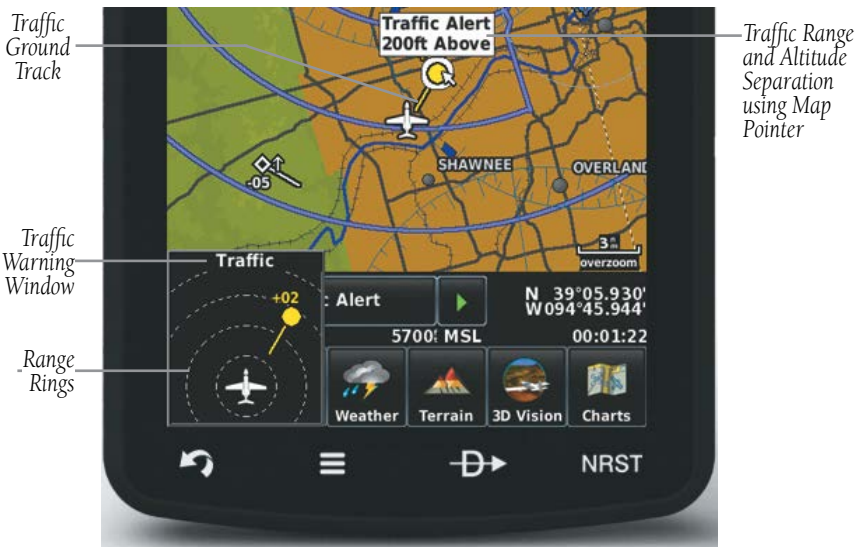 Traffic
Ground
Track
Traffic Alert
200ft Above
Traffic Range
and Altitude
Separation
using Map
Pointer
SHAWNEE
OVERLAND
-05
3
overzoom
Traffic
Warning
Window
Traffic
+02
Alert
N 39°05.930'
W094°45.944'
5700 MSL
00:01:22
Range
Rings
Weather
Terrain
3D Vision
Charts
D
NRST